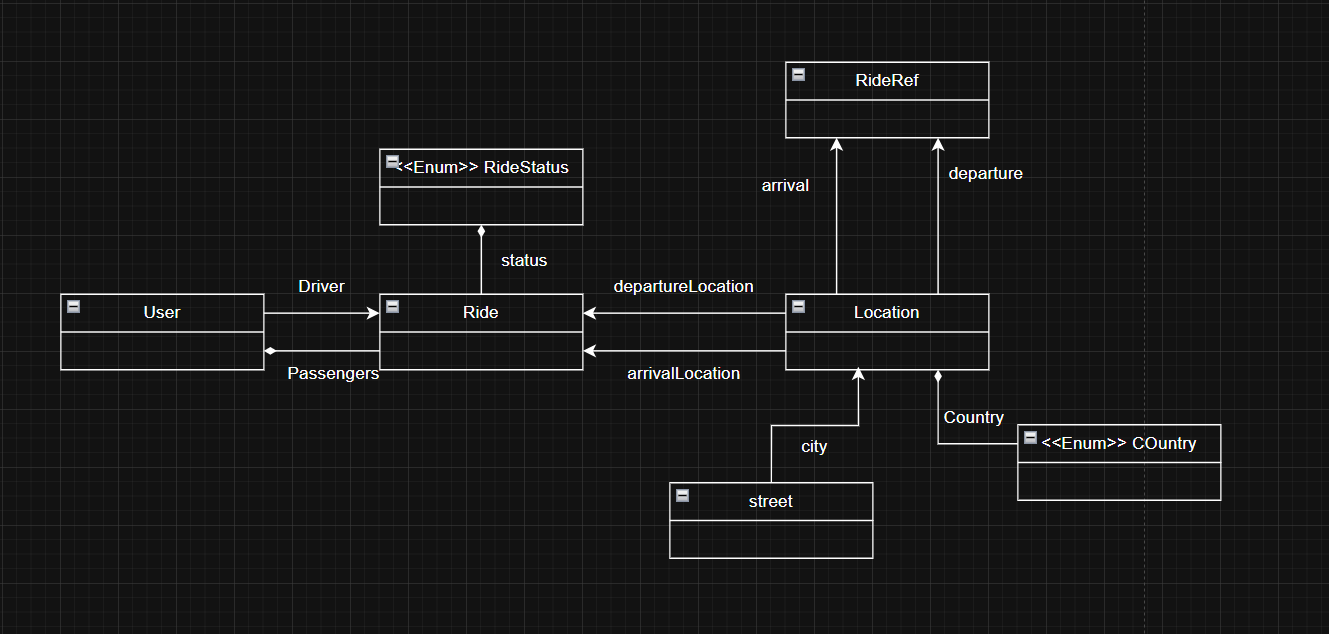 RideRef
<<Enum>> RideStatus
arrival
departure
status
Driver
departureLocation
User
Ride
Location
Passengers
arrivalLocation
Country
<<Enum>> COuntry
city
street